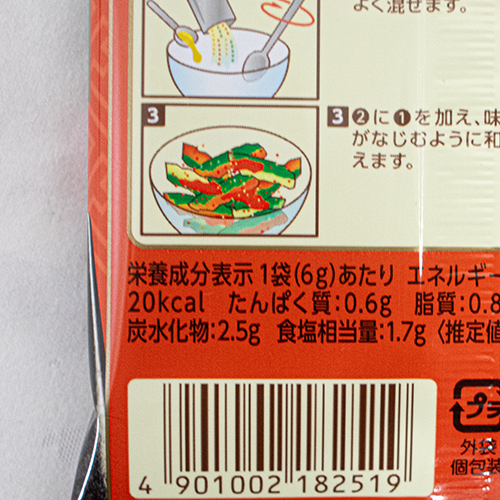 よく混ぜます。
3
3 ❷に❶を加え、味
がなじむように和
えます。
栄養成分表示 1袋(6g)あたり エネルギー
20kcal たんぱく質:0.6g 脂質:0.8
炭水化物:2.5g 食塩相当量:1.7g〈推定値
プラ
外袋
個包装
4 901002 182519